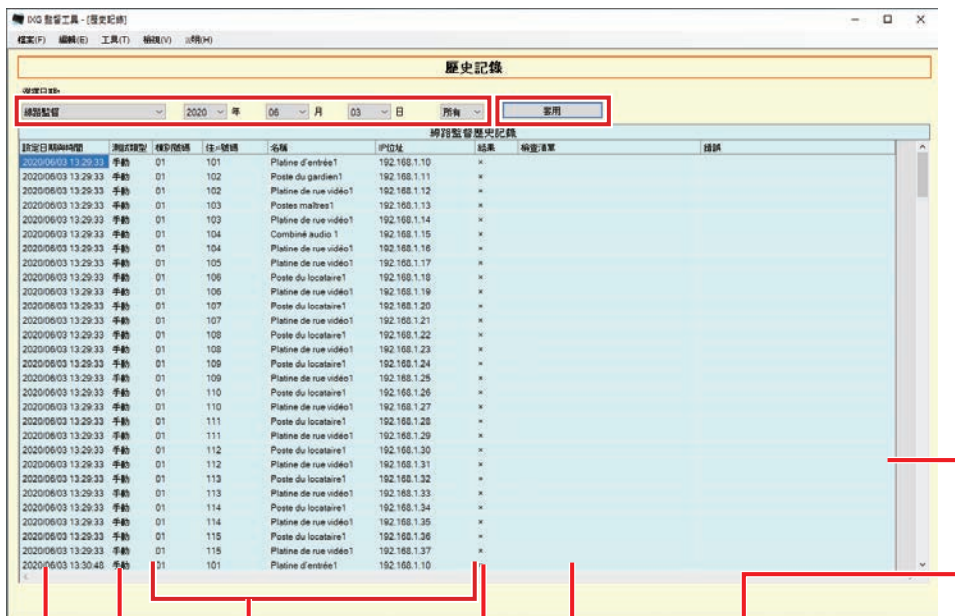 IXG 監督工具 - [歷史記錄]
檔案(F) 編輯(E) 工具(T) 檢視(V) 明(H)
歷史記錄
選擇日期:
線路監督 2020 年 06 月 03 日 所有 套用
線路監督歷史記錄
設定日期與時間 測試類型 棟別號碼 住號碼 名稱 IP位址 結果 檢查清單 錯誤
2020/06/03 13:29:33 手動 01 101 Platine d'entrée1 192.168.1.10 ×
2020/06/03 13:29:33 手動 01 102 Poste du gardien1 192.168.1.11 ×
2020/06/03 13:29:33 手動 01 102 Platine de rue vidéo1 192.168.1.12 ×
2020/06/03 13:29:33 手動 01 103 Postes maîtres1 192.168.1.13 ×
2020/06/03 13:29:33 手動 01 103 Platine de rue vidéo1 192.168.1.14 ×
2020/06/03 13:29:33 手動 01 104 Combiné audio 1 192.168.1.15 ×
2020/06/03 13:29:33 手動 01 104 Platine de rue vidéo1 192.168.1.16 ×
2020/06/03 13:29:33 手動 01 105 Platine de rue vidéo1 192.168.1.17 ×
2020/06/03 13:29:33 手動 01 106 Poste du locataire1 192.168.1.18 ×
2020/06/03 13:29:33 手動 01 106 Platine de rue vidéo1 192.168.1.19 ×
2020/06/03 13:29:33 手動 01 107 Poste du locataire1 192.168.1.20 ×
2020/06/03 13:29:33 手動 01 107 Platine de rue vidéo1 192.168.1.21 ×
2020/06/03 13:29:33 手動 01 108 Poste du locataire1 192.168.1.22 ×
2020/06/03 13:29:33 手動 01 108 Platine de rue vidéo1 192.168.1.23 ×
2020/06/03 13:29:33 手動 01 109 Poste du locataire1 192.168.1.24 ×
2020/06/03 13:29:33 手動 01 109 Platine de rue vidéo1 192.168.1.25 ×
2020/06/03 13:29:33 手動 01 110 Poste du locataire1 192.168.1.26 ×
2020/06/03 13:29:33 手動 01 110 Platine de rue vidéo1 192.168.1.27 ×
2020/06/03 13:29:33 手動 01 111 Poste du locataire1 192.168.1.28 ×
2020/06/03 13:29:33 手動 01 111 Platine de rue vidéo1 192.168.1.29 ×
2020/06/03 13:29:33 手動 01 112 Poste du locataire1 192.168.1.30 ×
2020/06/03 13:29:33 手動 01 112 Platine de rue vidéo1 192.168.1.31 ×
2020/06/03 13:29:33 手動 01 113 Poste du locataire1 192.168.1.32 ×
2020/06/03 13:29:33 手動 01 113 Platine de rue vidéo1 192.168.1.33 ×
2020/06/03 13:29:33 手動 01 114 Poste du locataire1 192.168.1.34 ×
2020/06/03 13:29:33 手動 01 114 Platine de rue vidéo1 192.168.1.35 ×
2020/06/03 13:29:33 手動 01 115 Poste du locataire1 192.168.1.36 ×
2020/06/03 13:29:33 手動 01 115 Platine de rue vidéo1 192.168.1.37 ×
2020/06/03 13:30:48 手動 01 101 Platine d'entrée1 192.168.1.10 ×